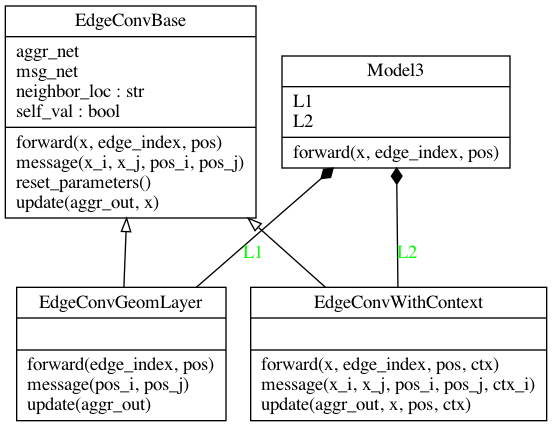 EdgeConvBase
aggr_net
msg_net
neighbor_loc : str
self_val : bool
forward(x, edge_index, pos)
message(x_i, x_j, pos_i, pos_j)
reset_parameters()
update(aggr_out, x)
Model3
L1
L2
forward(x, edge_index, pos)
L1
L2
EdgeConvGeomLayer
forward(edge_index, pos)
message(pos_i, pos_j)
update(aggr_out)
EdgeConvWithContext
forward(x, edge_index, pos, ctx)
message(x_i, x_j, pos_i, pos_j, ctx_i)
update(aggr_out, x, pos, ctx)